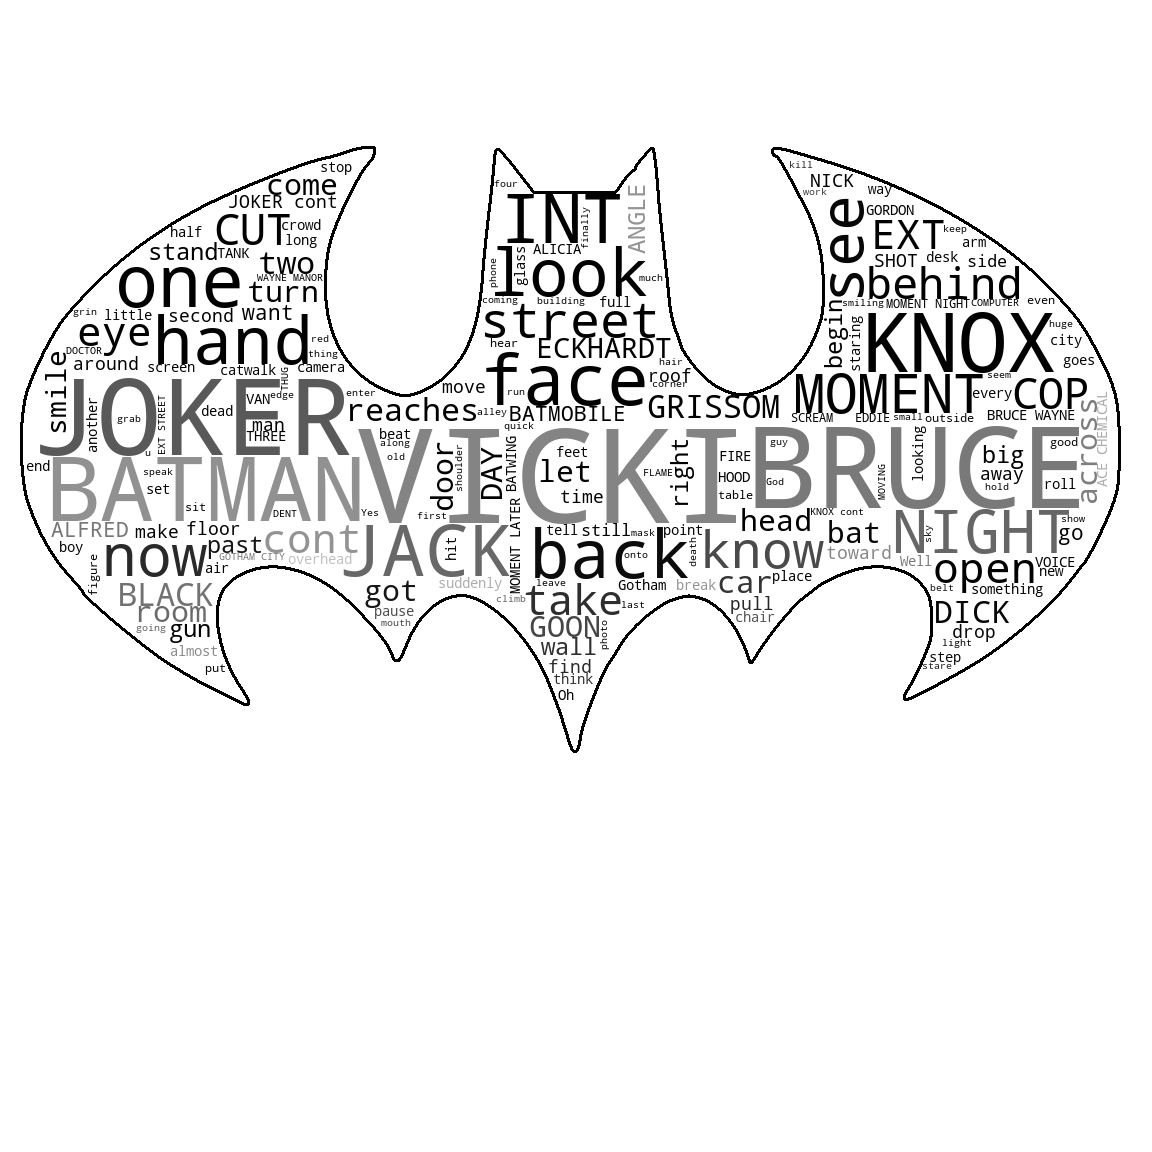 stop
come
JOKER cont
half
CUT
crowd
long
stand
TANK
two
one
WAYNE MANOR
turn
grin
little
second
want
eye
hand
red
thing
DOCTOR
around
screen
catwalk
THUG
camera
smile
another
JOKER
grab
EXT STREET
dead
VAN
edge
man
THREE
u
enter
reaches
four
INT
finally
ANGLE
ALICIA
phone
glass
look
much
coming
building
full
street
hear
ECKHARDT
hair
face
roof
corner
move
run
alley
BATMOBILE
quick
GRISSOM
kill
NICK
work
way
see
GORDON
EXT
keep
arm
SHOT
desk
side
behind
smiling
MOMENT NIGHT
COMPUTER
even
begin
staring
KNOX
huge
city
goes
MOMENT
seem
every
COP
SCREAM
EDDIE
small
outside
BRUCE WAYNE
across
ACE CHEMICAL
end
BATMAN
speak
set
sit
DENT
Yes
beat
along
old
VICKI
door
shoulder
DAY
BATWING
first
feet
let
time
FLAME
right
FIRE
HOOD
table
guy
God
BRUCE
MOVING
looking
big
away
hold
good
roll
ALFRED
make
floor
boy
now
past
air
GOTHAM CITY
cont
overhead
figure
JACK
hit
MOMENT LATER
tell
still
mask
point
back
onto
death
know
head
KNOX cont
bat
toward
NIGHT
sky
Well
show
go
BLACK
room
going
gun
almost
put
got
pause
mouth
suddenly
climb
leave
take
last
Gotham
break
car
place
pull
chair
GOON
photo
wall
find
think
Oh
open
VOICE
new
belt
something
DICK
drop
light
step
stare